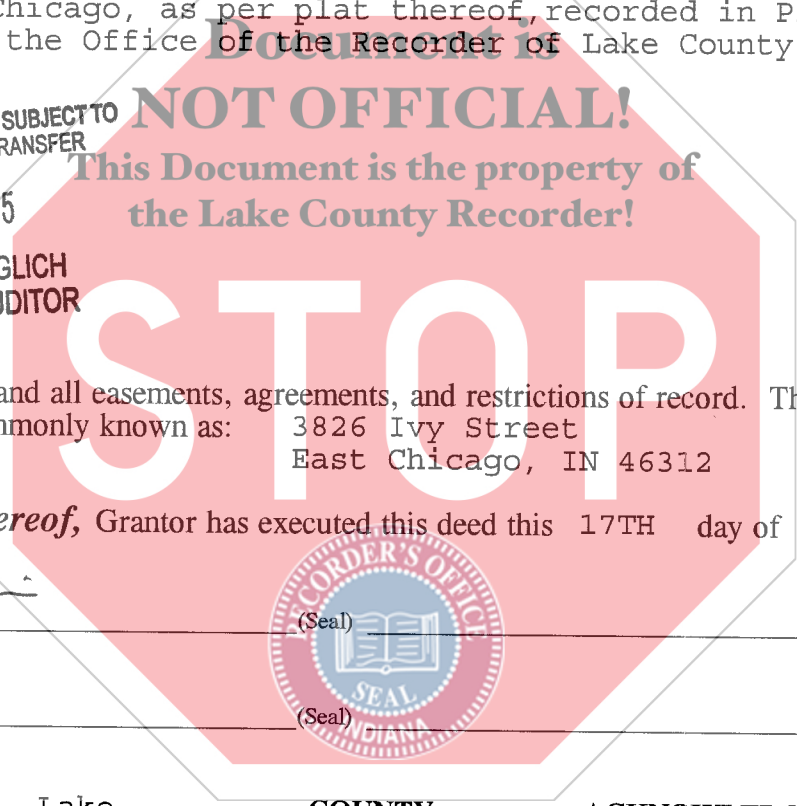 Chicago, as per plat thereof, recorded in P
Document is
the Office of the Recorder of Lake County
NOT OFFICIAL!
SUBJECT TO
RANSFER
This Document is the property of
the Lake County Recorder!
5
GLICH
UDITOR
STOP
and all easements, agreements, and restrictions of record. Th
mmonly known as: 3826 Ivy Street
East Chicago, IN 46312
ereof, Grantor has executed this deed this 17TH day of
RECORDER'S OFFICE
(Seal)
SEAL
(Seal)
INDIANA
Lake COUNTY